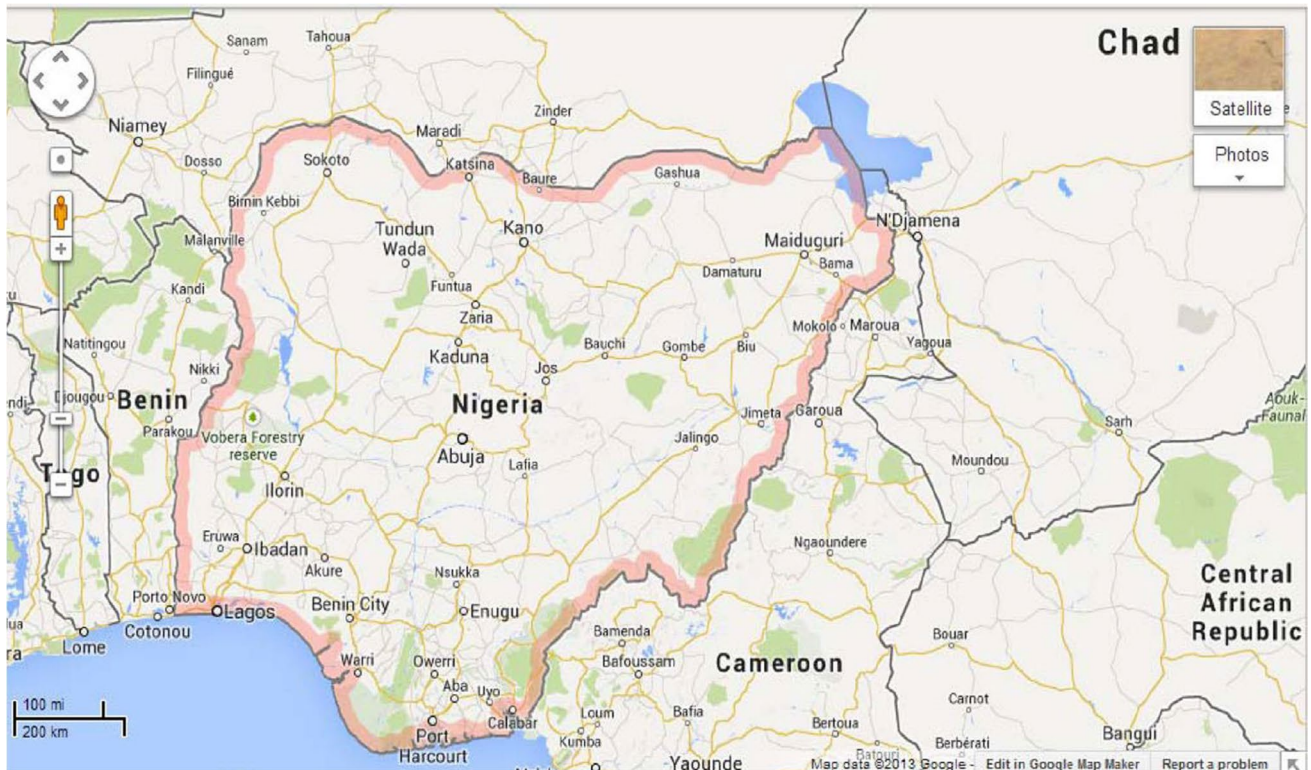 Chad
Sanam
Tahoua
Filingué
Satellite
Zinder
Niamey
Maradi
Photos
Dosso
Sokoto
Katsina
Gashua
Baure
Birnin Kebbi
N'Djamena
Tundun
Wada
Kano
Maiduguri
Malanville
Bama
Damaturu
Kandi
Funtua
Zaria
Mokolo
Maroua
Natitingou
Kaduna
Bauchi
Gombe
Biu
Yagoua
Nikki
Jos
Djougou
Benin
Nigeria
Aouk-
Faunal
Jimeta
Garoua
Parakou
Vobera Forestry
reserve
Sarh
Jalingo
Abuja
Lafia
Moundou
Togo
Ilorin
Eruwa
Ibadan
Ngaoundere
Akure
Nsukka
Central
African
Republic
Porto Novo
Lagos
Benin City
Enugu
Cotonou
Bamenda
Bouar
Lome
Warri
Owerri
Bafoussam
Cameroon
Aba
Uyo
Carnot
100 mi
200 km
Calabar
Loum
Bafia
Bertoua
Port
Harcourt
Kumba
Bangui
Berbérati
Batouri
Yaounde
Map data ©2013 Google -
Edit in Google Map Maker
Report a problem